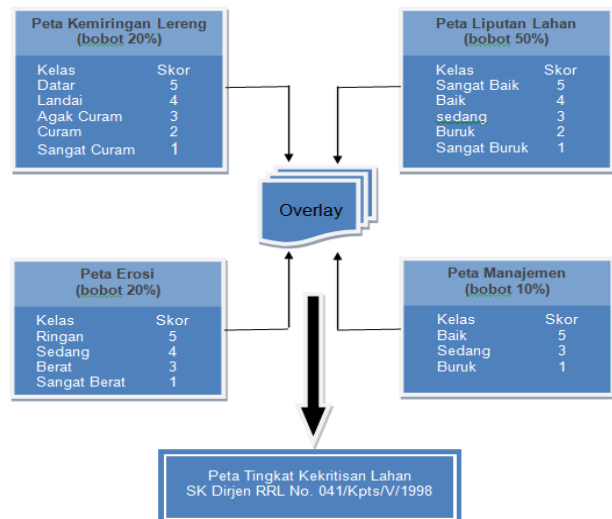 Peta Kemiringan Lereng
(bobot 20%)
Kelas Skor
Datar 5
Landai 4
Agak Curam 3
Curam 2
Sangat Curam 1
Peta Liputan Lahan
(bobot 50%)
Kelas Skor
Sangat Baik 5
Baik 4
sedang 3
Buruk 2
Sangat Buruk 1
Overlay
Peta Erosi
(bobot 20%)
Kelas Skor
Ringan 5
Sedang 4
Berat 3
Sangat Berat 1
Peta Manajemen
(bobot 10%)
Kelas Skor
Baik 5
Sedang 3
Buruk 1
Peta Tingkat Kekritisan Lahan
SK Dirjen RRL No. 041/Kpts/V/1998